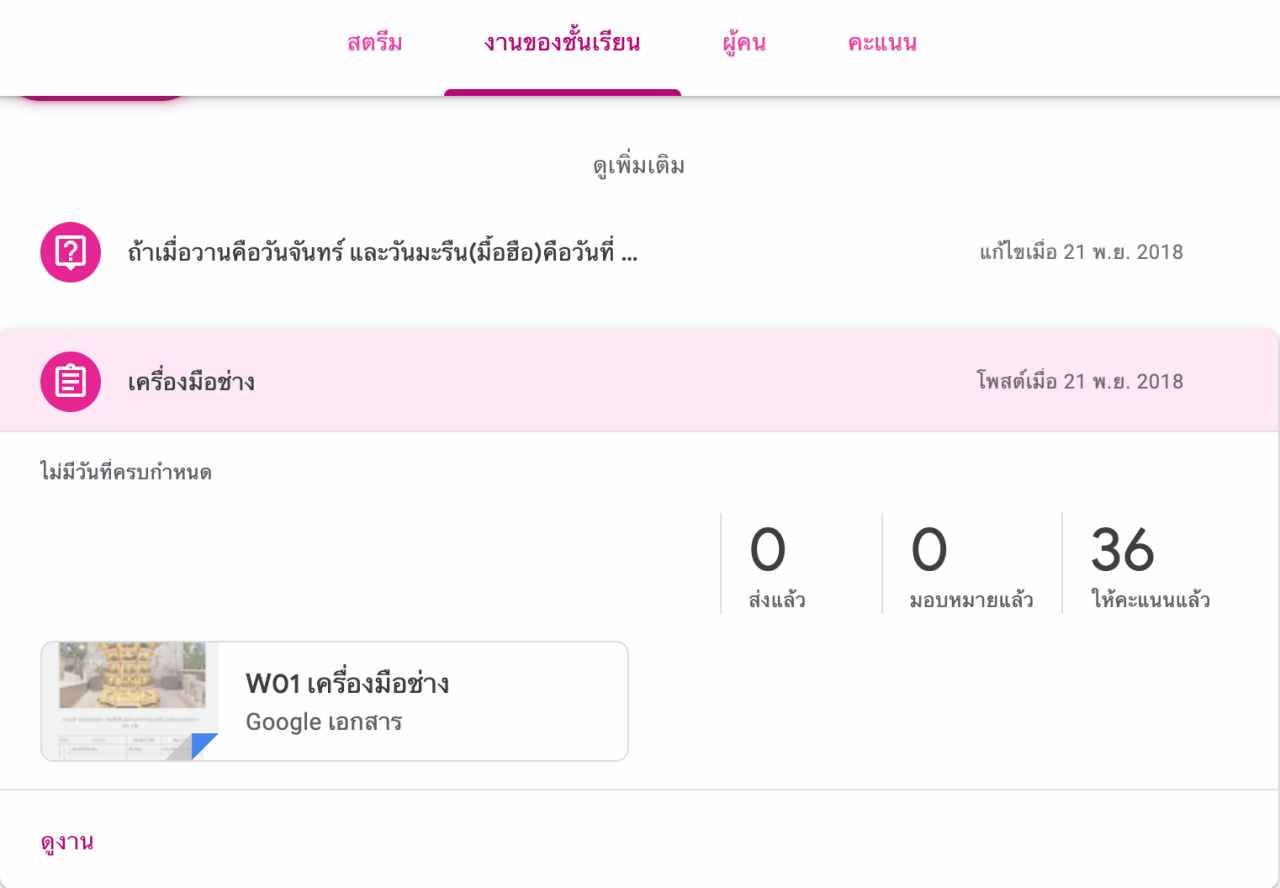 สตรีม งานของชั้นเรียน ผู้คน คะแนน
ดูเพิ่มเติม
ถ้าเมื่อวานคือวันจันทร์ และวันมะรืน(มื้อฮือ)คือวันที่ ... แก้ไขเมื่อ 21 พ.ย. 2018
เครื่องมือช่าง โพสต์เมื่อ 21 พ.ย. 2018
ไม่มีวันที่ครบกำหนด
0 0 36
ส่งแล้ว มอบหมายแล้ว ให้คะแนนแล้ว
W01 เครื่องมือช่าง
Google เอกสาร
ดูงาน